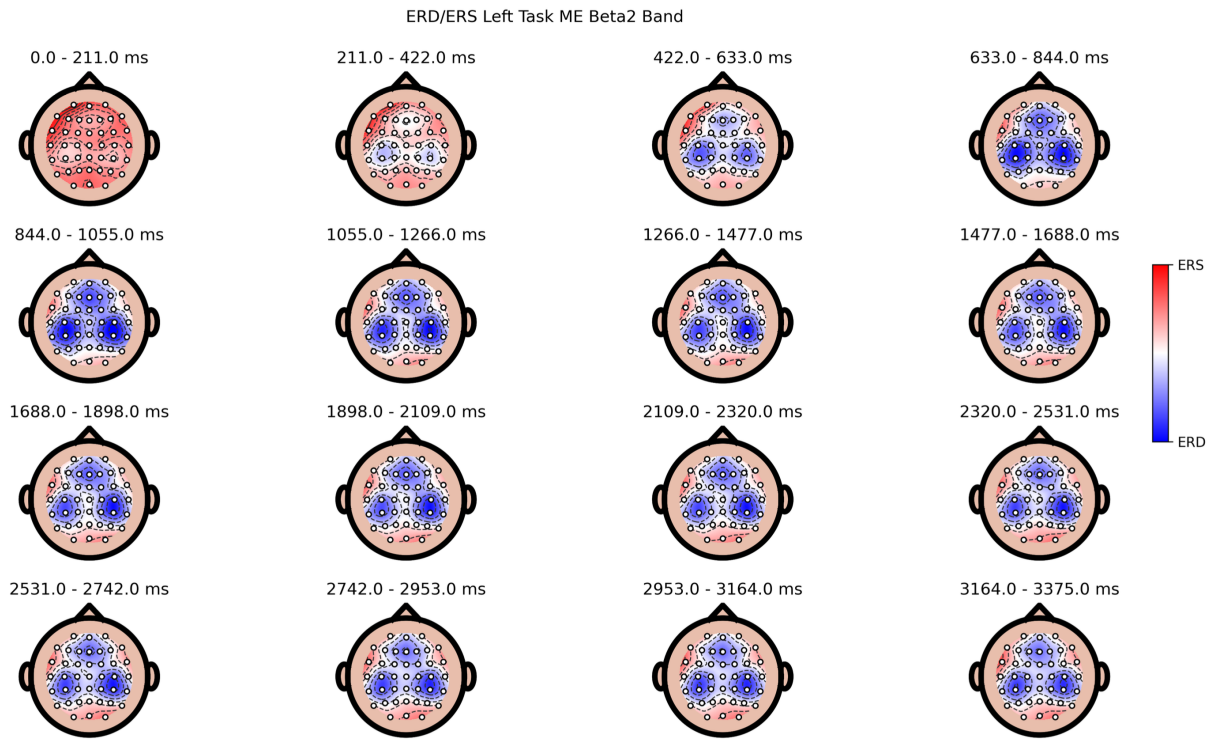 ERD/ERS Left Task ME Beta2 Band
0.0 - 211.0 ms
211.0 - 422.0 ms
422.0 - 633.0 ms
633.0 - 844.0 ms
844.0 - 1055.0 ms
1055.0 - 1266.0 ms
1266.0 - 1477.0 ms
1477.0 - 1688.0 ms
ERS
1688.0 - 1898.0 ms
1898.0 - 2109.0 ms
2109.0 - 2320.0 ms
2320.0 - 2531.0 ms
ERD
2531.0 - 2742.0 ms
2742.0 - 2953.0 ms
2953.0 - 3164.0 ms
3164.0 - 3375.0 ms